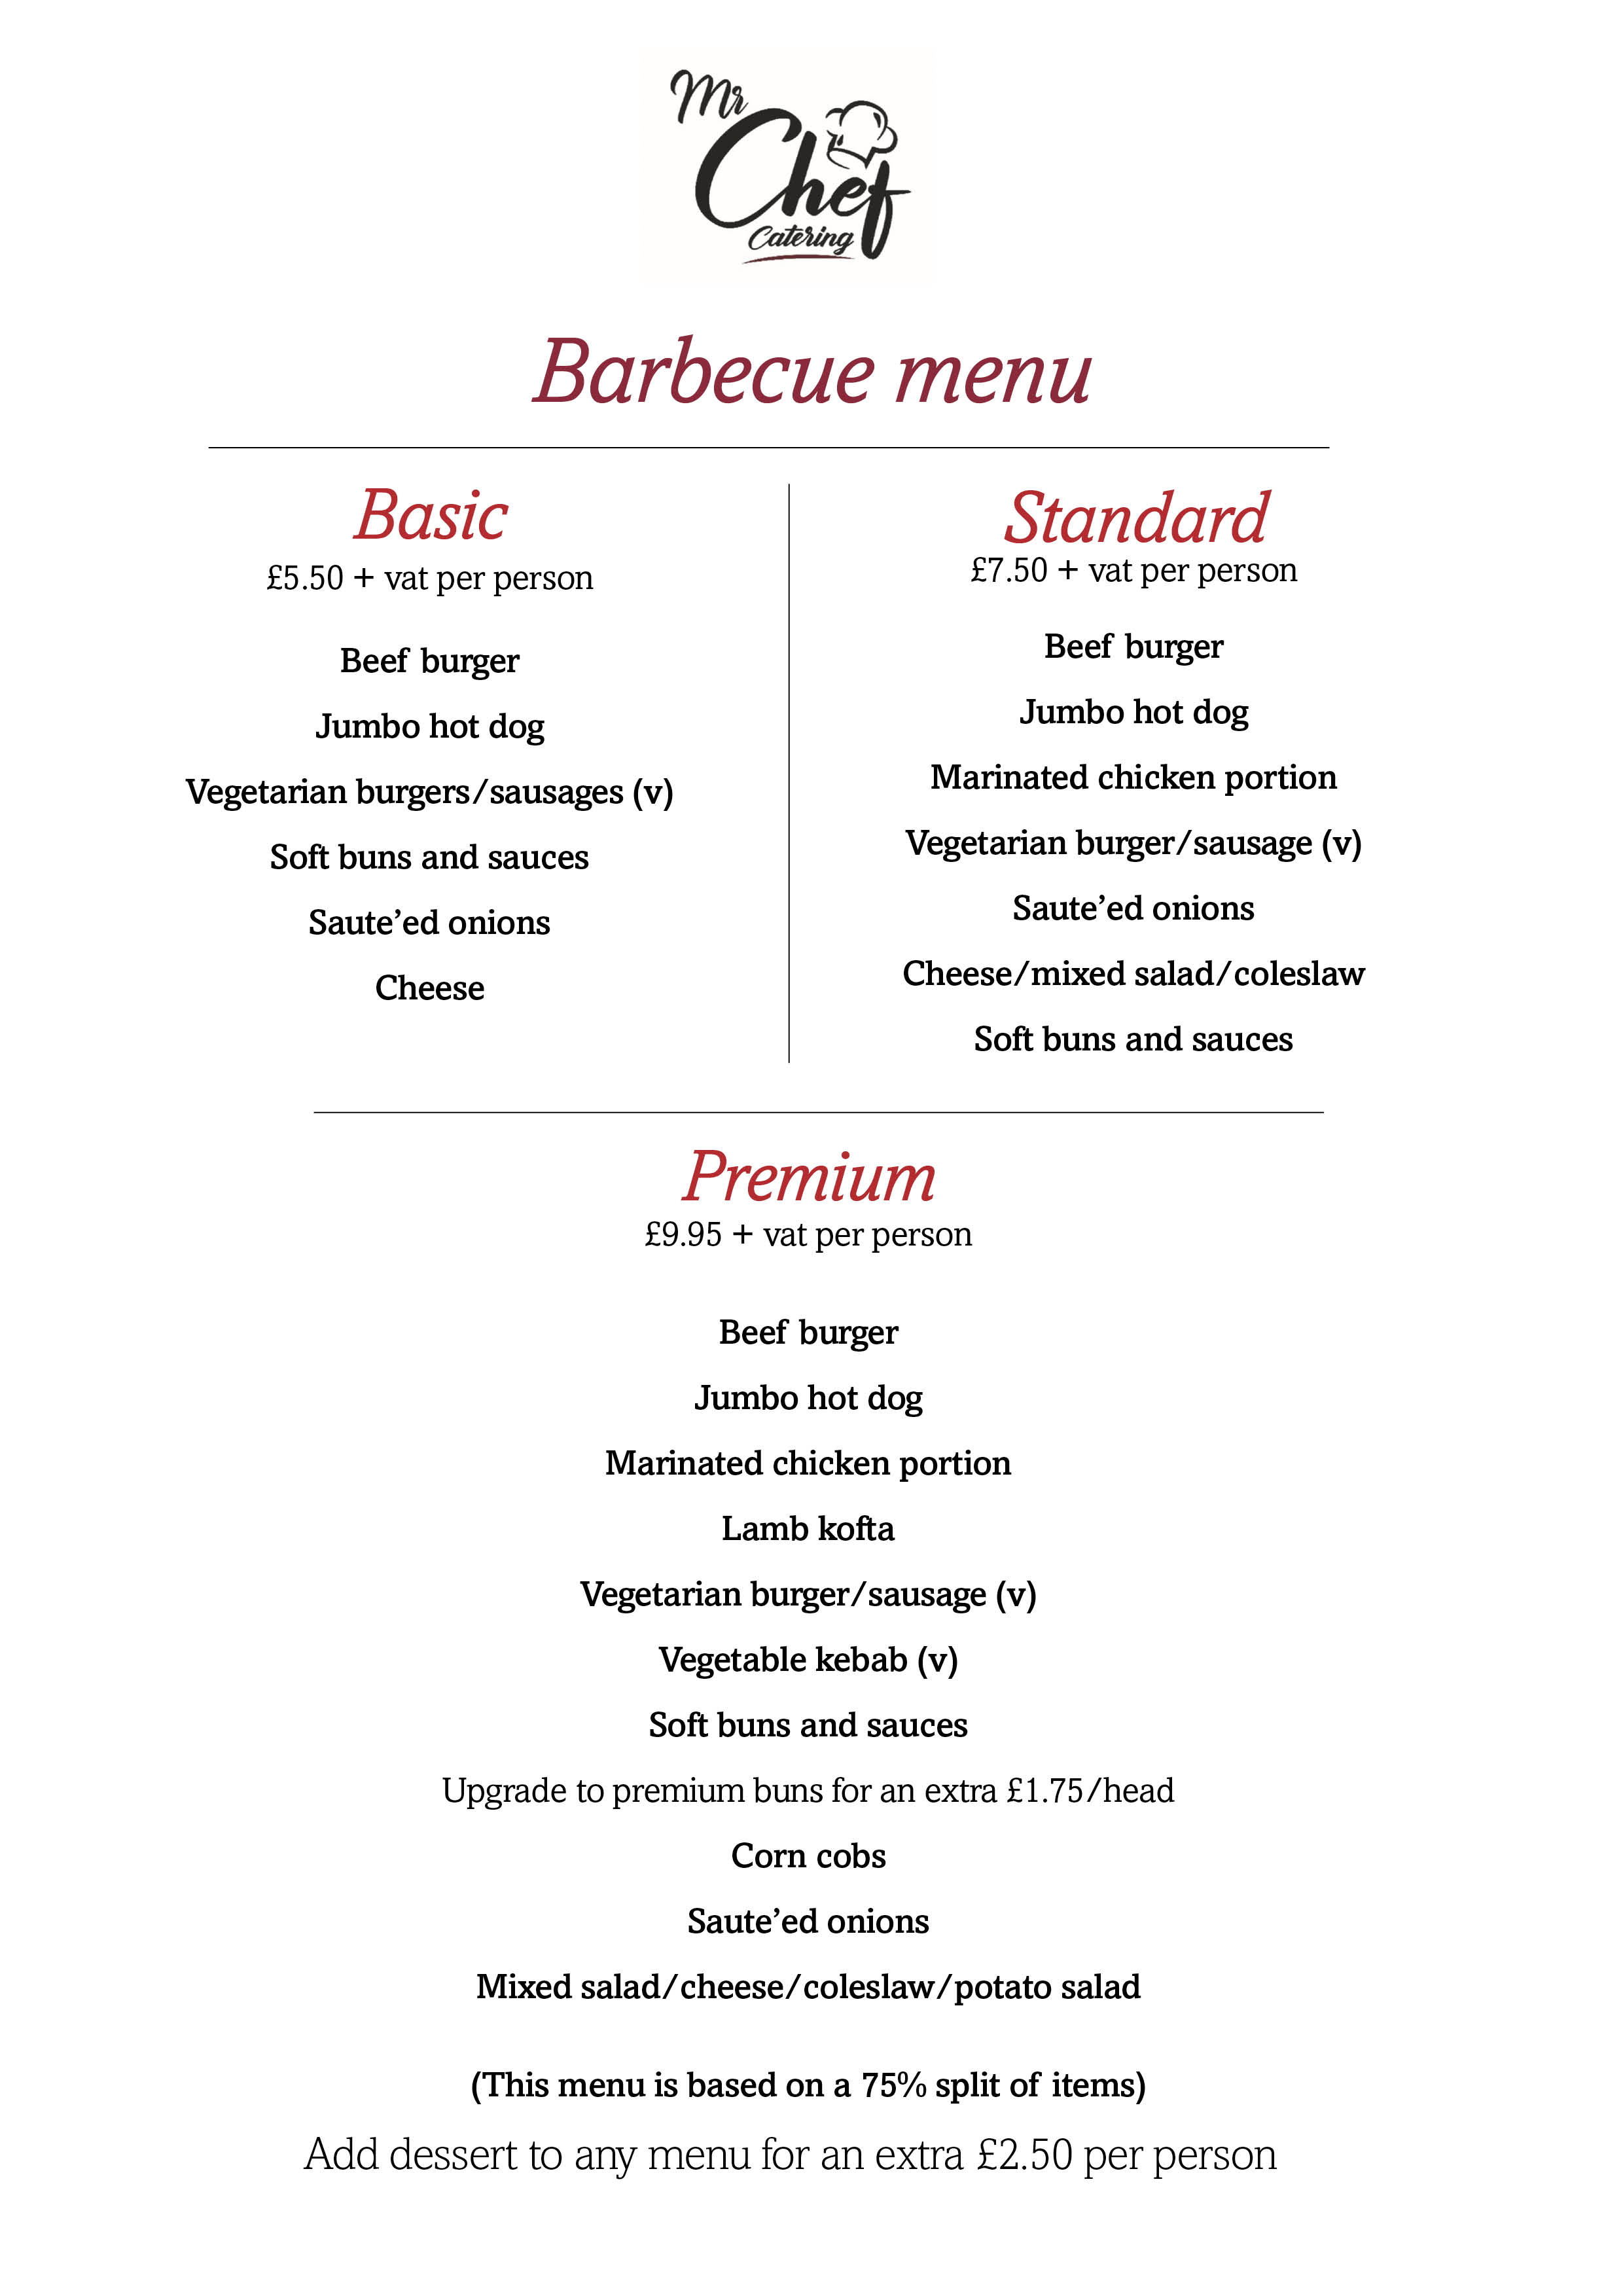 Mr
Chef
Catering
Barbecue menu
Basic
£5.50 + vat per person
Beef burger
Jumbo hot dog
Vegetarian burgers/sausages (v)
Soft buns and sauces
Saute’ed onions
Cheese
Standard
£7.50 + vat per person
Beef burger
Jumbo hot dog
Marinated chicken portion
Vegetarian burger/sausage (v)
Saute’ed onions
Cheese/mixed salad/coleslaw
Soft buns and sauces
Premium
£9.95 + vat per person
Beef burger
Jumbo hot dog
Marinated chicken portion
Lamb kofta
Vegetarian burger/sausage (v)
Vegetable kebab (v)
Soft buns and sauces
Upgrade to premium buns for an extra £1.75/head
Corn cobs
Saute’ed onions
Mixed salad/cheese/coleslaw/potato salad
(This menu is based on a 75% split of items)
Add dessert to any menu for an extra £2.50 per person